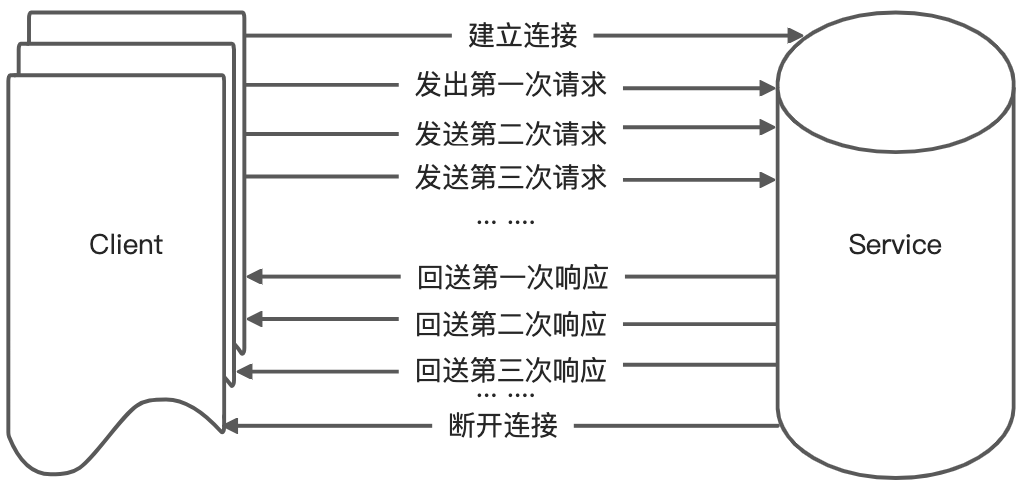 建立连接
发出第一次请求
发送第二次请求
发送第三次请求
... ....
Client
Service
回送第一次响应
回送第二次响应
回送第三次响应
... ....
断开连接